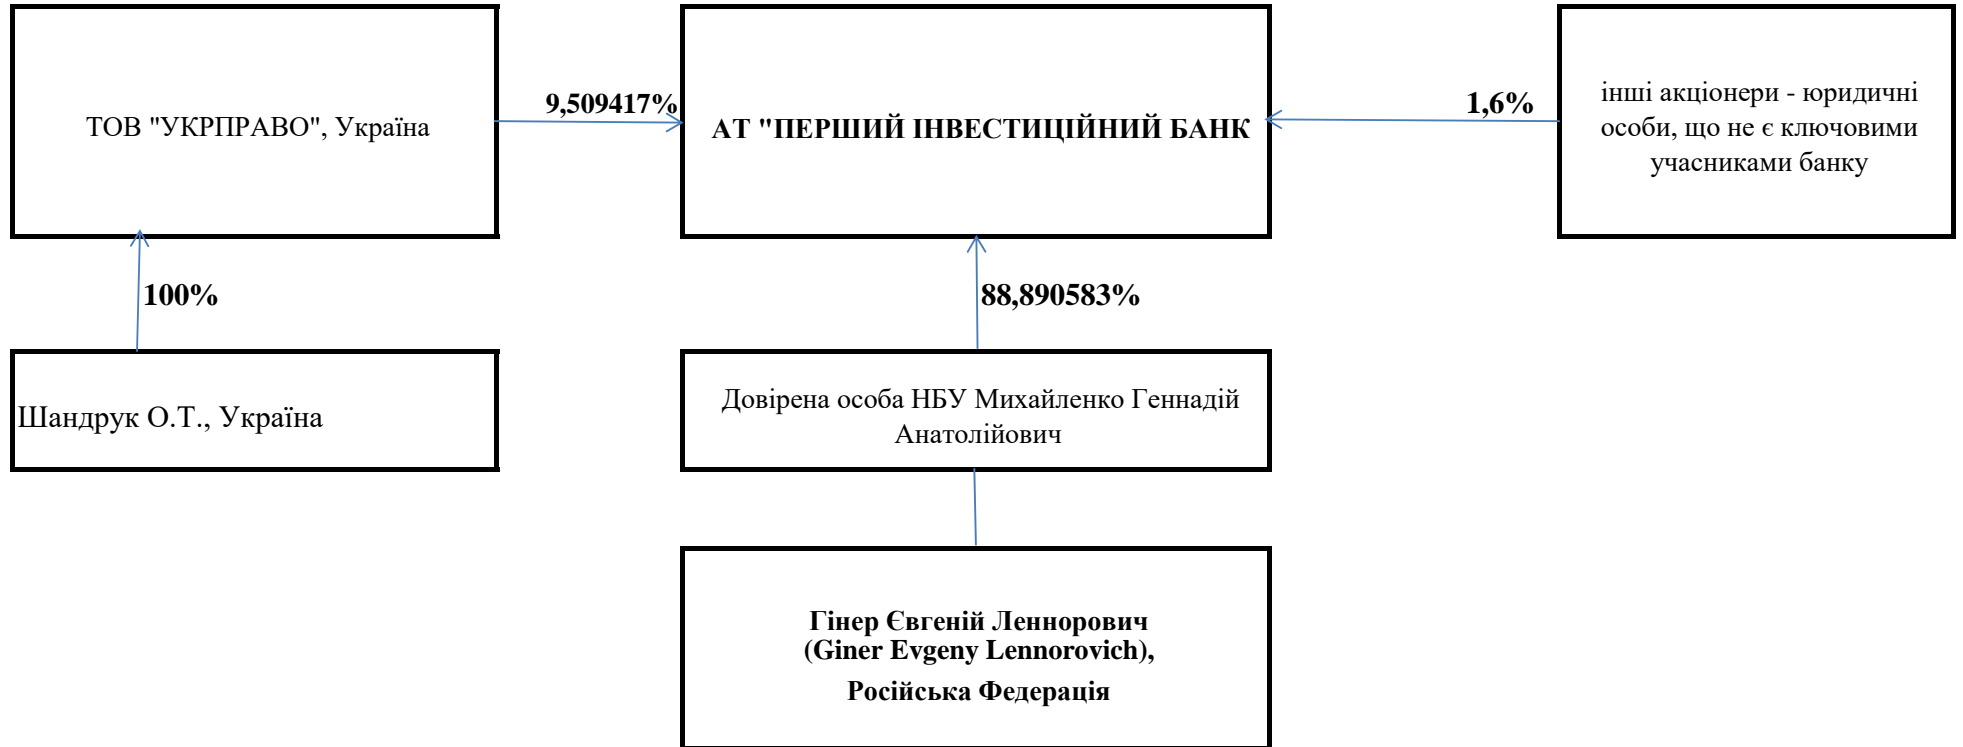 ТОВ "УКРПРАВО", Україна
9,509417%
АТ "ПЕРШИЙ ІНВЕСТИЦІЙНИЙ БАНК
1,6%
інші акціонери - юридичні
особи, що не є ключовими
учасниками банку
100%
88,890583%
Шандрук О.Т., Україна
Довірена особа НБУ Михайленко Геннадій
Анатолійович
Гінер Євгеній Леннорович
(Giner Evgeny Lennorovich),
Російська Федерація